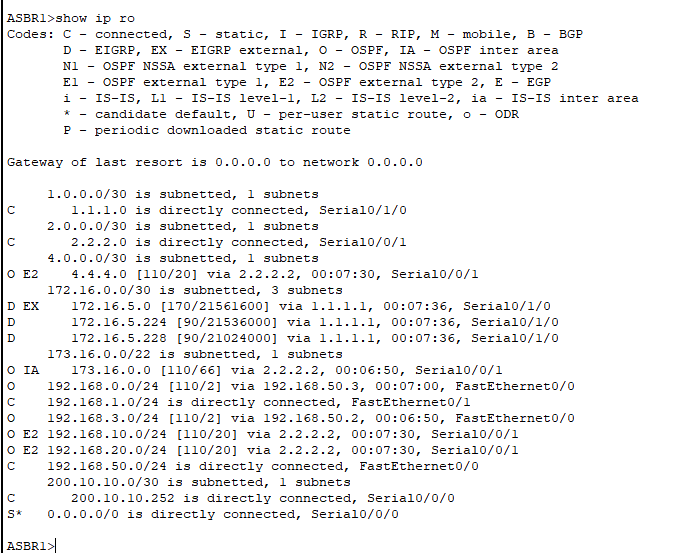 ASBR1>show ip ro
Codes: C - connected, S - static, I - IGRP, R - RIP, M - mobile, B - BGP
       D - EIGRP, EX - EIGRP external, O - OSPF, IA - OSPF inter area
       N1 - OSPF NSSA external type 1, N2 - OSPF NSSA external type 2
       E1 - OSPF external type 1, E2 - OSPF external type 2, E - EGP
       i - IS-IS, L1 - IS-IS level-1, L2 - IS-IS level-2, ia - IS-IS inter area
       * - candidate default, U - per-user static route, o - ODR
       P - periodic downloaded static route

Gateway of last resort is 0.0.0.0 to network 0.0.0.0

     1.0.0.0/30 is subnetted, 1 subnets
C       1.1.1.0 is directly connected, Serial0/1/0
     2.0.0.0/30 is subnetted, 1 subnets
C       2.2.2.0 is directly connected, Serial0/0/1
     4.0.0.0/30 is subnetted, 1 subnets
O E2    4.4.4.0 [110/20] via 2.2.2.2, 00:07:30, Serial0/0/1
     172.16.0.0/30 is subnetted, 3 subnets
D EX    172.16.5.0 [170/21561600] via 1.1.1.1, 00:07:36, Serial0/1/0
D       172.16.5.224 [90/21536000] via 1.1.1.1, 00:07:36, Serial0/1/0
D       172.16.5.228 [90/21024000] via 1.1.1.1, 00:07:36, Serial0/1/0
     173.16.0.0/22 is subnetted, 1 subnets
O IA    173.16.0.0 [110/66] via 2.2.2.2, 00:06:50, Serial0/0/1
O    192.168.0.0/24 [110/2] via 192.168.50.3, 00:07:00, FastEthernet0/0
C    192.168.1.0/24 is directly connected, FastEthernet0/1
O    192.168.3.0/24 [110/2] via 192.168.50.2, 00:06:50, FastEthernet0/0
O E2 192.168.10.0/24 [110/20] via 2.2.2.2, 00:07:30, Serial0/0/1
O E2 192.168.20.0/24 [110/20] via 2.2.2.2, 00:07:30, Serial0/0/1
C    192.168.50.0/24 is directly connected, FastEthernet0/0
     200.10.10.0/30 is subnetted, 1 subnets
C       200.10.10.252 is directly connected, Serial0/0/0
S*   0.0.0.0/0 is directly connected, Serial0/0/0

ASBR1>